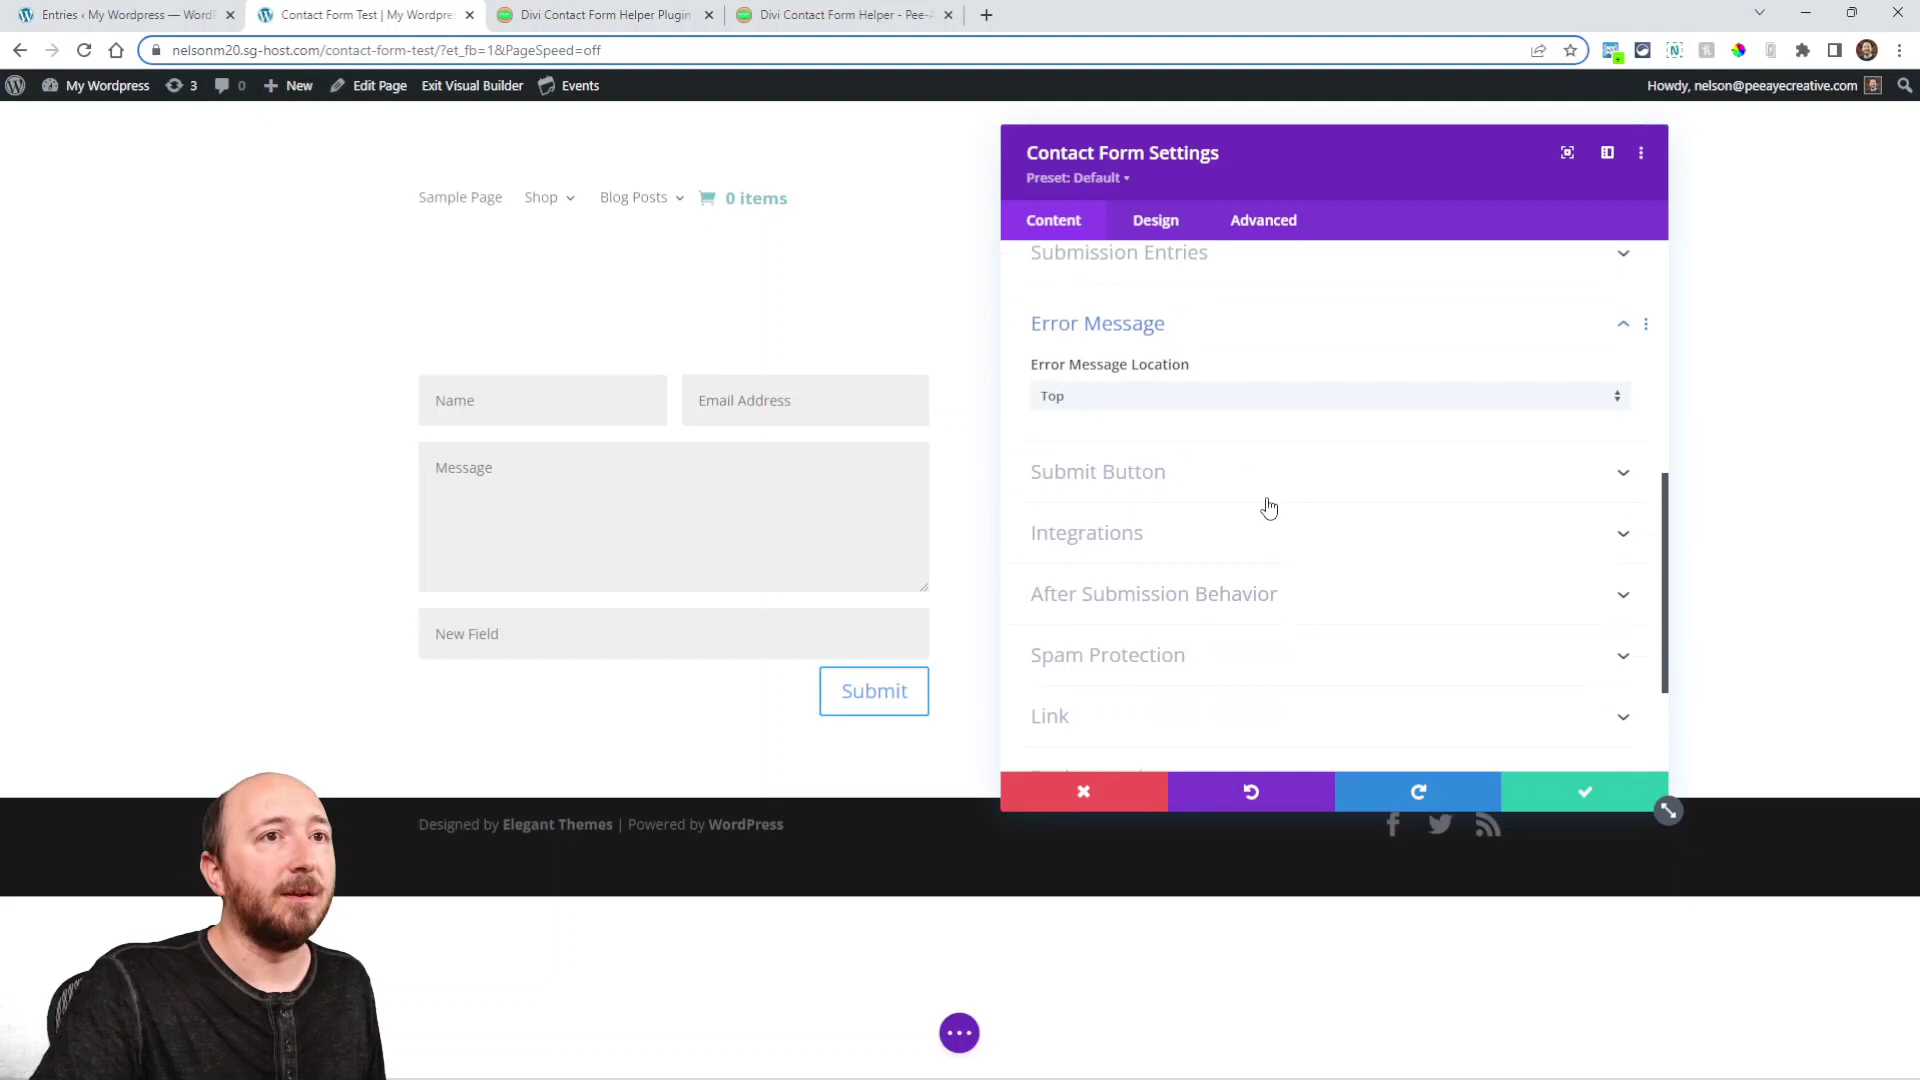 Entries ‹ My Wordpress — WordP
Contact Form Test | My Wordpre
Divi Contact Form Helper Plugin
Divi Contact Form Helper - Pee-A
nelsonm20.sg-host.com/contact-form-test/?et_fb=1&PageSpeed=off
My Wordpress
3
0
New
Edit Page
Exit Visual Builder
Events
Howdy, nelson@peeayecreative.com
Sample Page
Shop
Blog Posts
0 items
Name
Email Address
Message
New Field
Submit
Contact Form Settings
Preset: Default
Content
Design
Advanced
Submission Entries
Error Message
Error Message Location
Top
Submit Button
Integrations
After Submission Behavior
Spam Protection
Link
Designed by Elegant Themes | Powered by WordPress